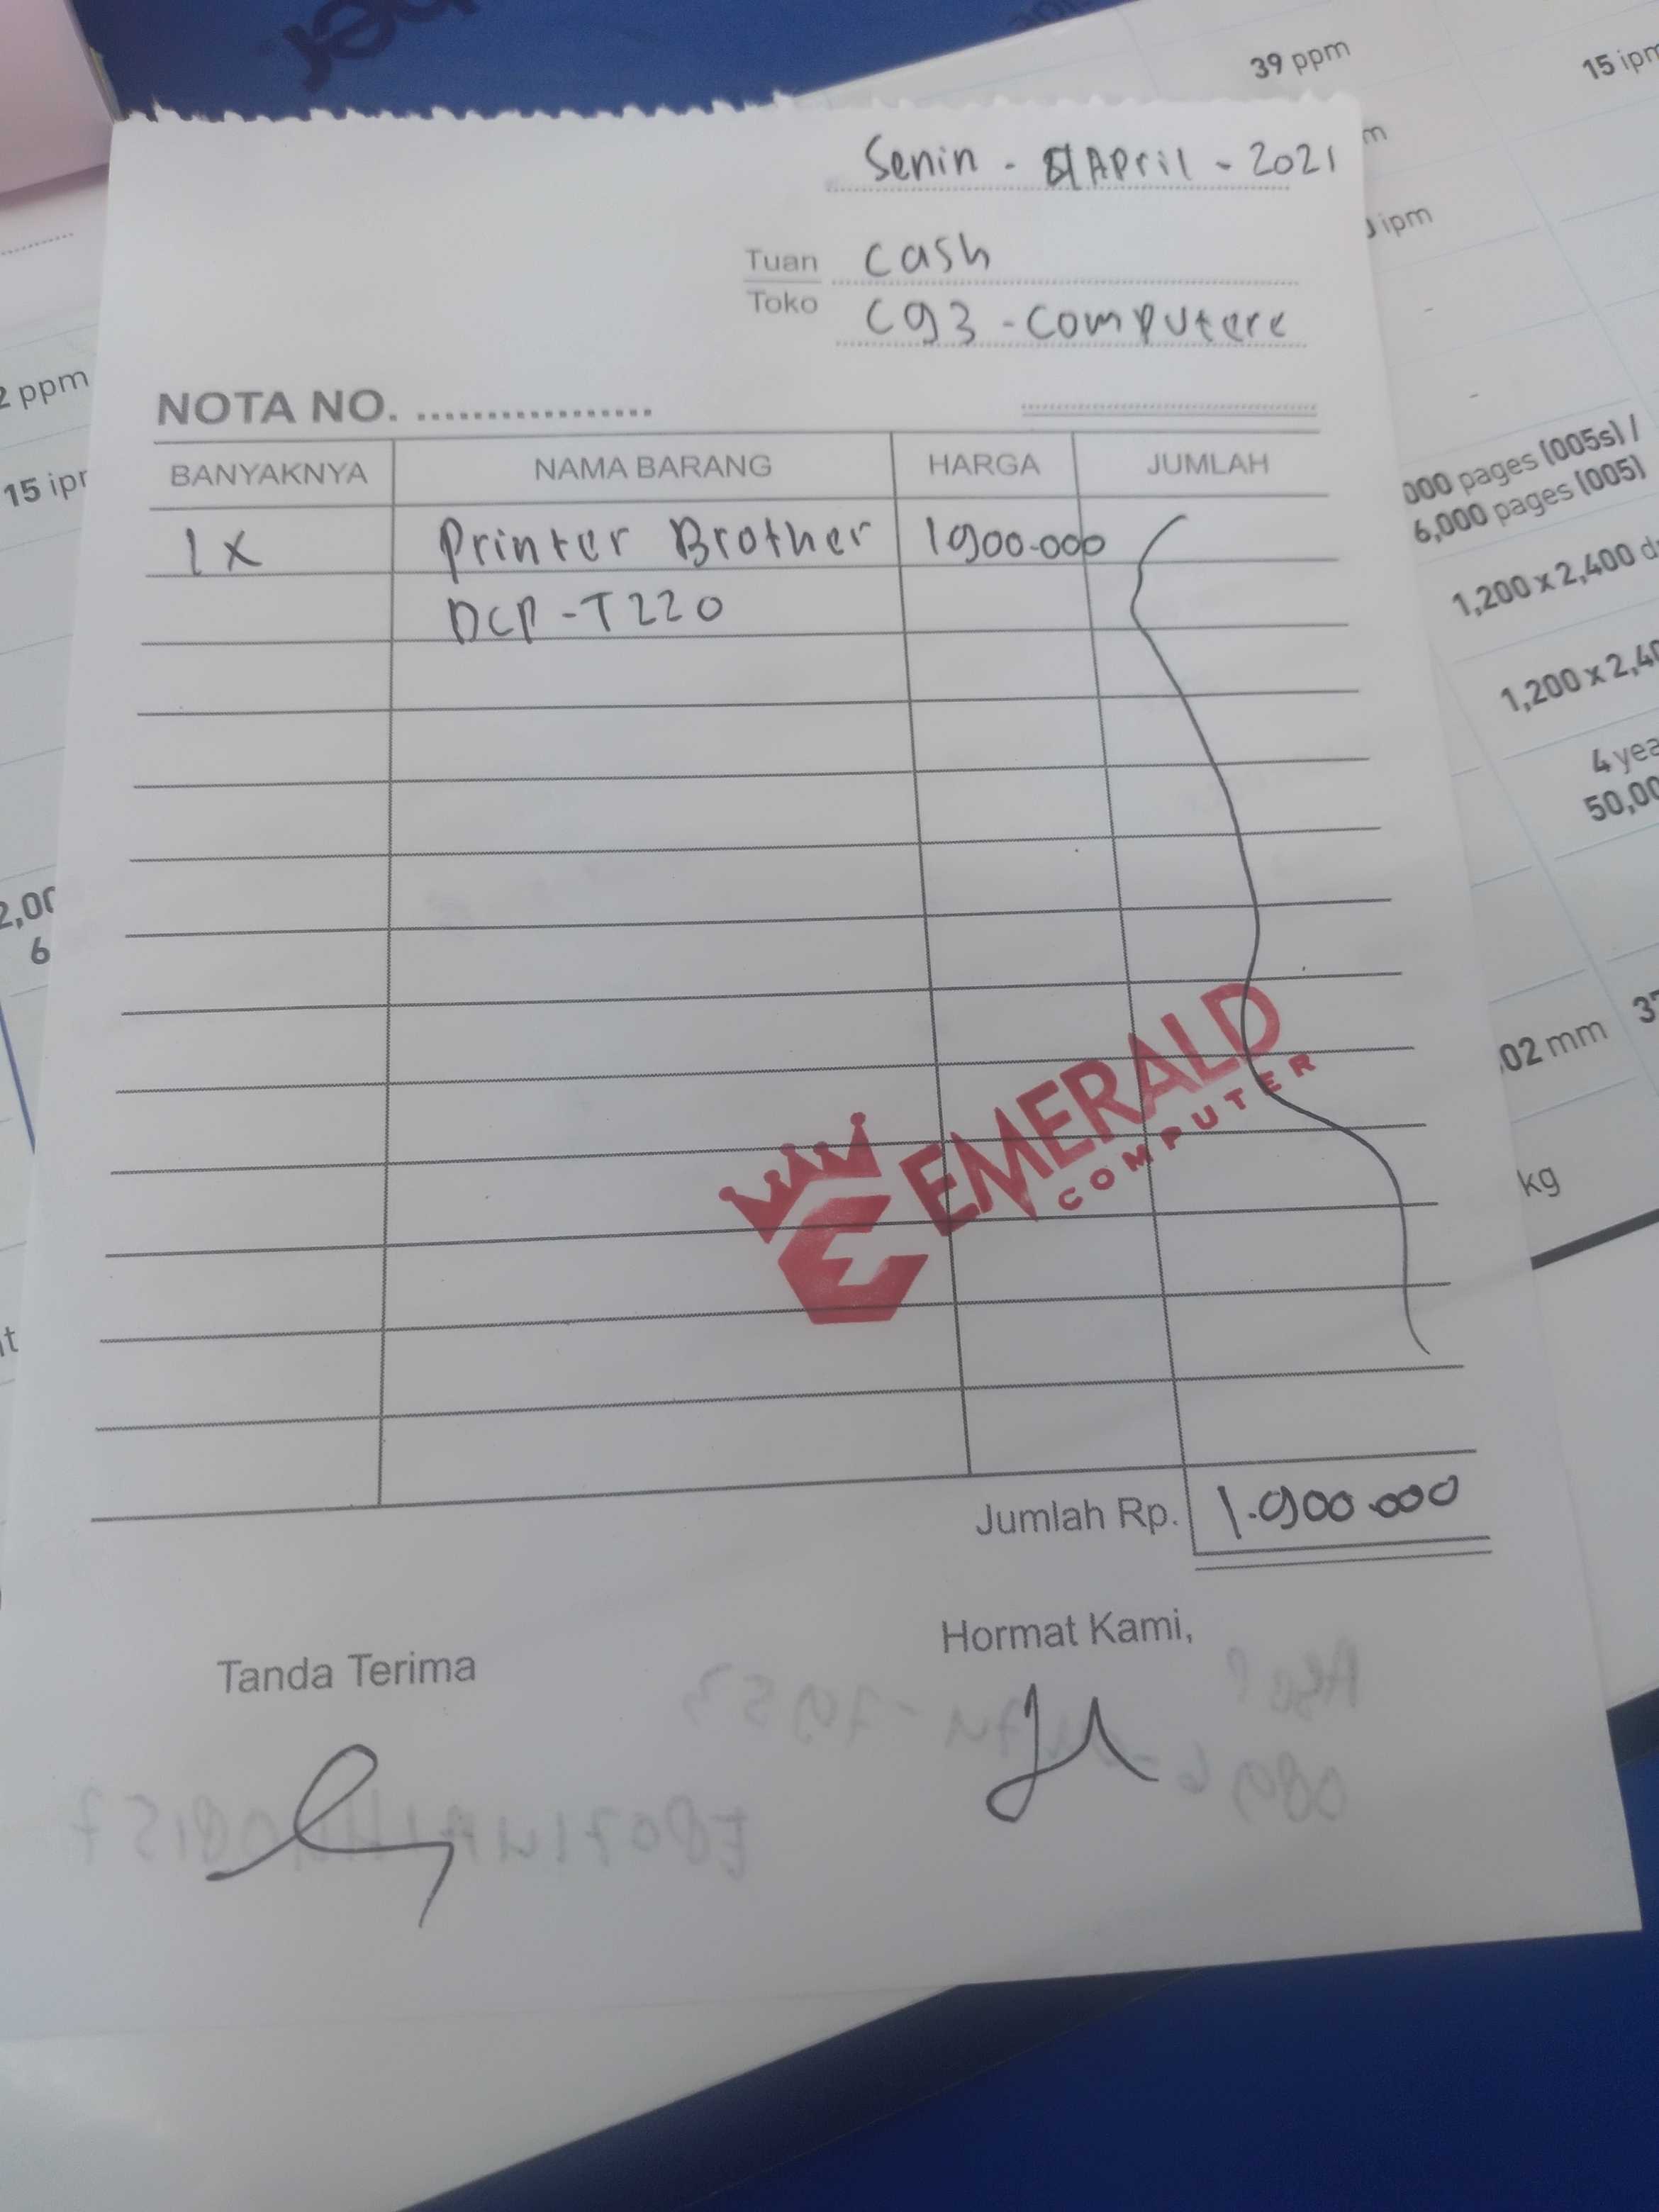 39 ppm
15 ipm
Senin - April - 2021
Tuan cash
Toko
cg3 - computere
ipm
2 ppm
15 ipr
NOTA NO. ..................
BANYAKNYA NAMA BARANG HARGA JUMLAH
1x Printer Brother 1900.000
DCP - T220
000 pages (005s) /
6,000 pages (005)
1,200 x 2,400 d
1,200 x 2,40
4 yea
50,00
2,00
6
02 mm
37
kg
EMERALD
COMPUTER
Jumlah Rp. 1.900.000
Tanda Terima
Hormat Kami,